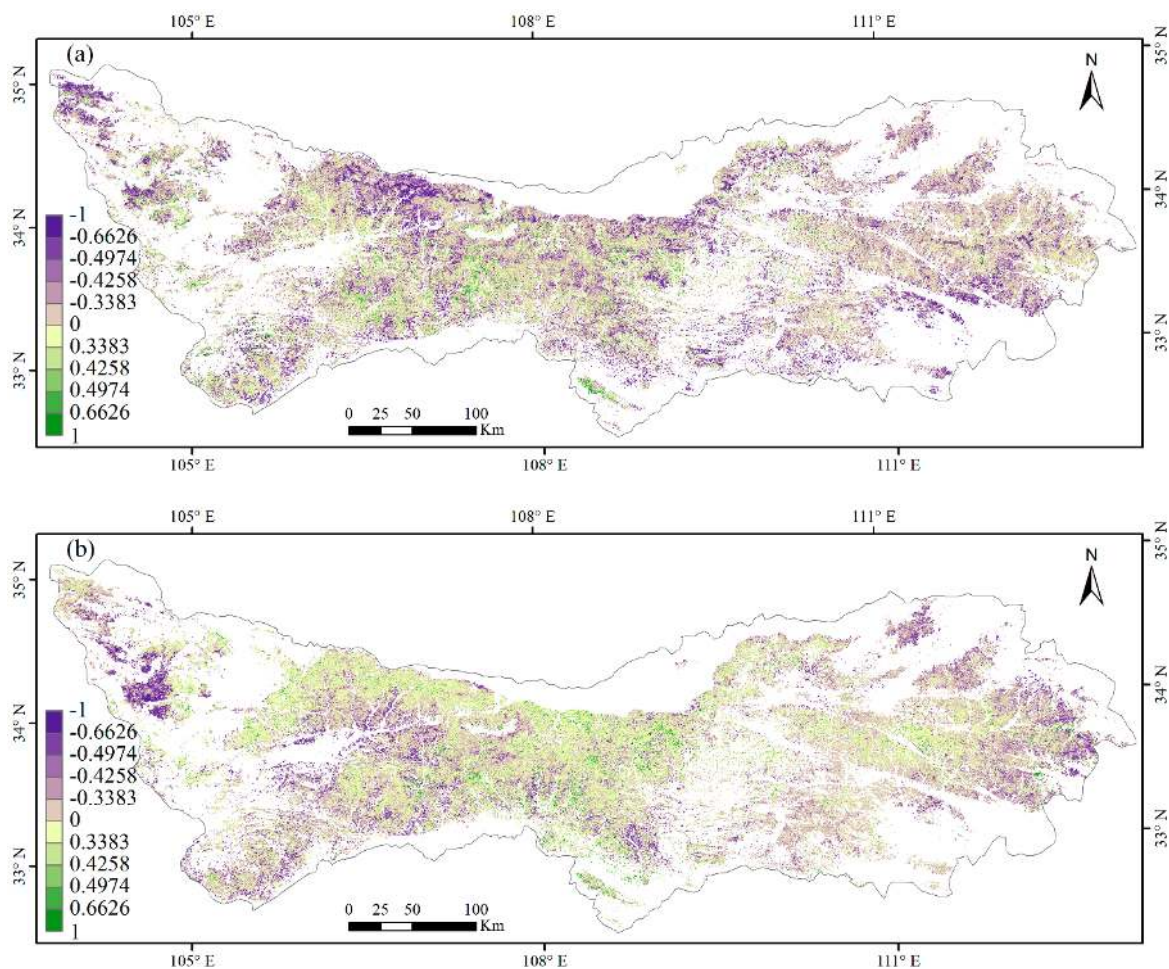 105° E 108° E 111° E
(a)
N
35° N
35° N
34° N
34° N
33° N
33° N
-1
-0.6626
-0.4974
-0.4258
-0.3383
0
0.3383
0.4258
0.4974
0.6626
1
0 25 50 100
Km
105° E 108° E 111° E
105° E 108° E 111° E
(b)
N
35° N
35° N
34° N
34° N
33° N
33° N
-1
-0.6626
-0.4974
-0.4258
-0.3383
0
0.3383
0.4258
0.4974
0.6626
1
0 25 50 100
Km
105° E 108° E 111° E